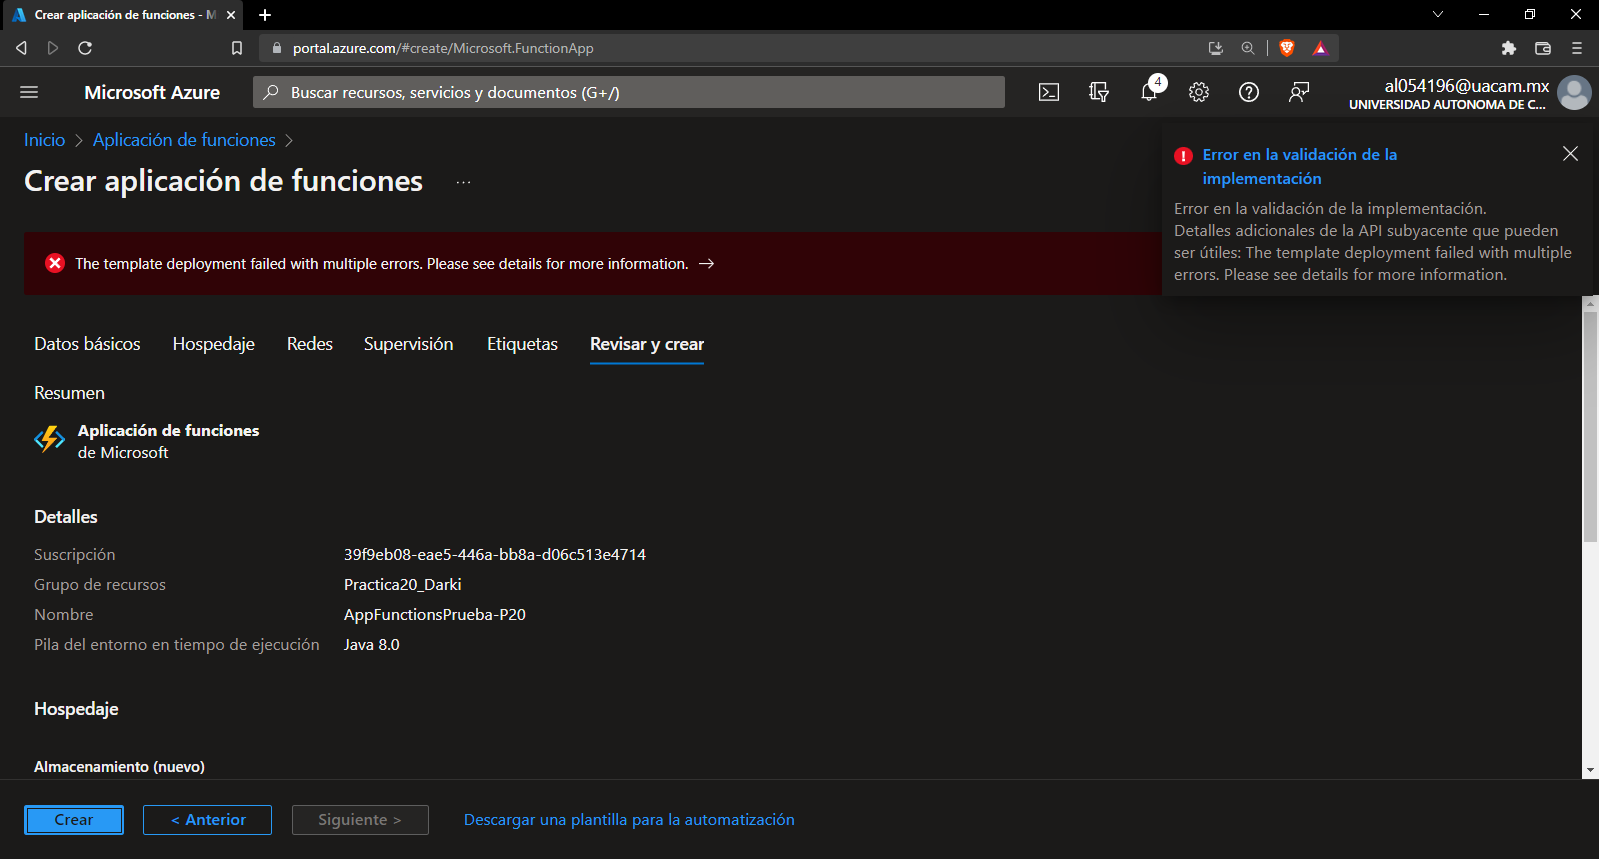 Crear aplicación de funciones - M
portal.azure.com/#create/Microsoft.FunctionApp
Microsoft Azure
Buscar recursos, servicios y documentos (G+/)
4
al054196@uacam.mx
UNIVERSIDAD AUTONOMA DE C...
Inicio > Aplicación de funciones >
Crear aplicación de funciones ...
Error en la validación de la
implementación
Error en la validación de la implementación.
Detalles adicionales de la API subyacente que pueden
ser útiles: The template deployment failed with multiple
errors. Please see details for more information.
The template deployment failed with multiple errors. Please see details for more information. →
Datos básicos Hospedaje Redes Supervisión Etiquetas Revisar y crear
Resumen
Aplicación de funciones
de Microsoft
Detalles
Suscripción 39f9eb08-eae5-446a-bb8a-d06c513e4714
Grupo de recursos Practica20_Darki
Nombre AppFunctionsPrueba-P20
Pila del entorno en tiempo de ejecución Java 8.0
Hospedaje
Almacenamiento (nuevo)
Crear < Anterior Siguiente > Descargar una plantilla para la automatización